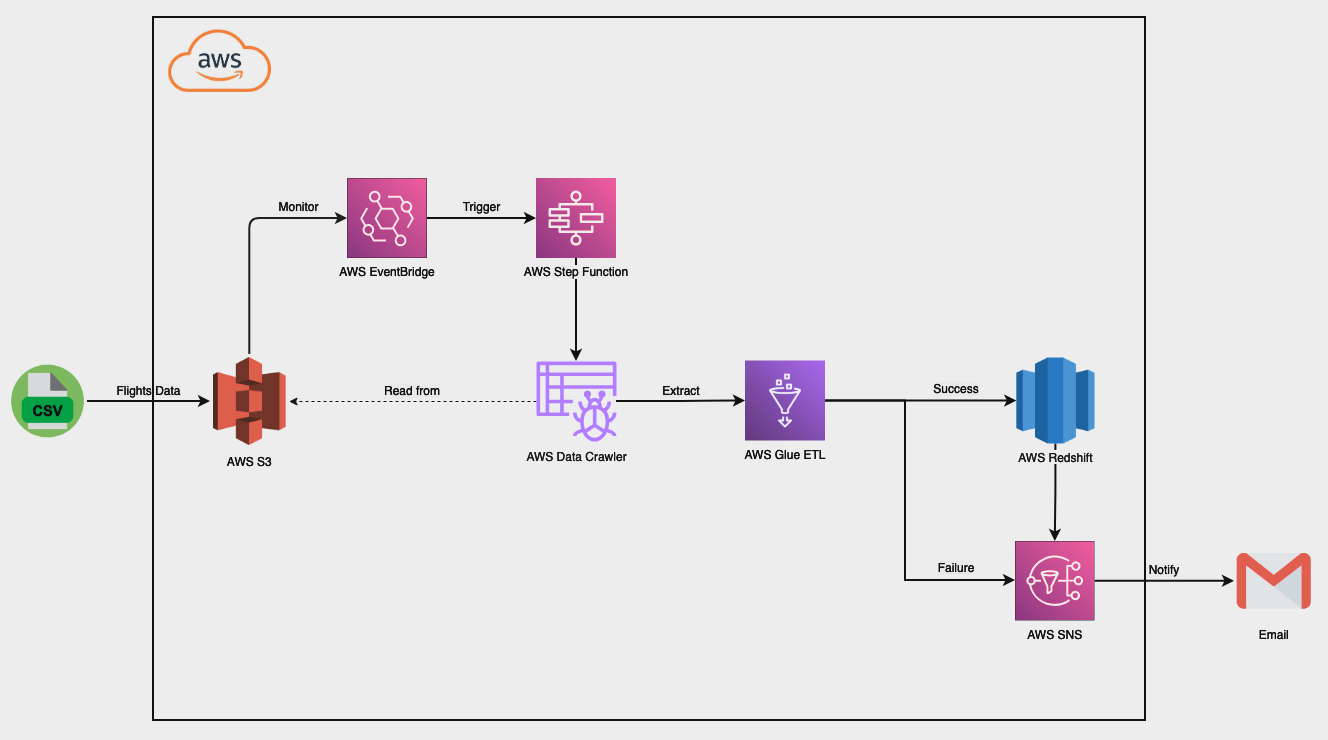 aws
Monitor
Trigger
AWS EventBridge
AWS Step Function
CSV
Flights Data
Read from
Extract
Success
AWS S3
AWS Data Crawler
AWS Glue ETL
AWS Redshift
Failure
Notify
AWS SNS
Email